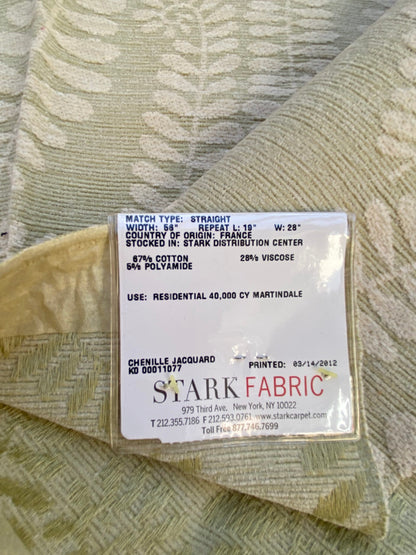 MATCH TYPE: STRAIGHT
WIDTH: 56" REPEAT L: 19" W: 28"
COUNTRY OF ORIGIN: FRANCE
STOCKED IN: STARK DISTRIBUTION CENTER
67% COTTON 28% VISCOSE
5% POLYAMIDE
USE: RESIDENTIAL 40,000 CY MARTINDALE
CHENILLE JACQUARD
KD 00011077 PRINTED: 03/14/2012
STARK FABRIC
979 Third Ave, New York, NY 10022
T 212.355.7186 F 212.593.0761 www.starkcarpet.com
Toll Free 877.746.7699